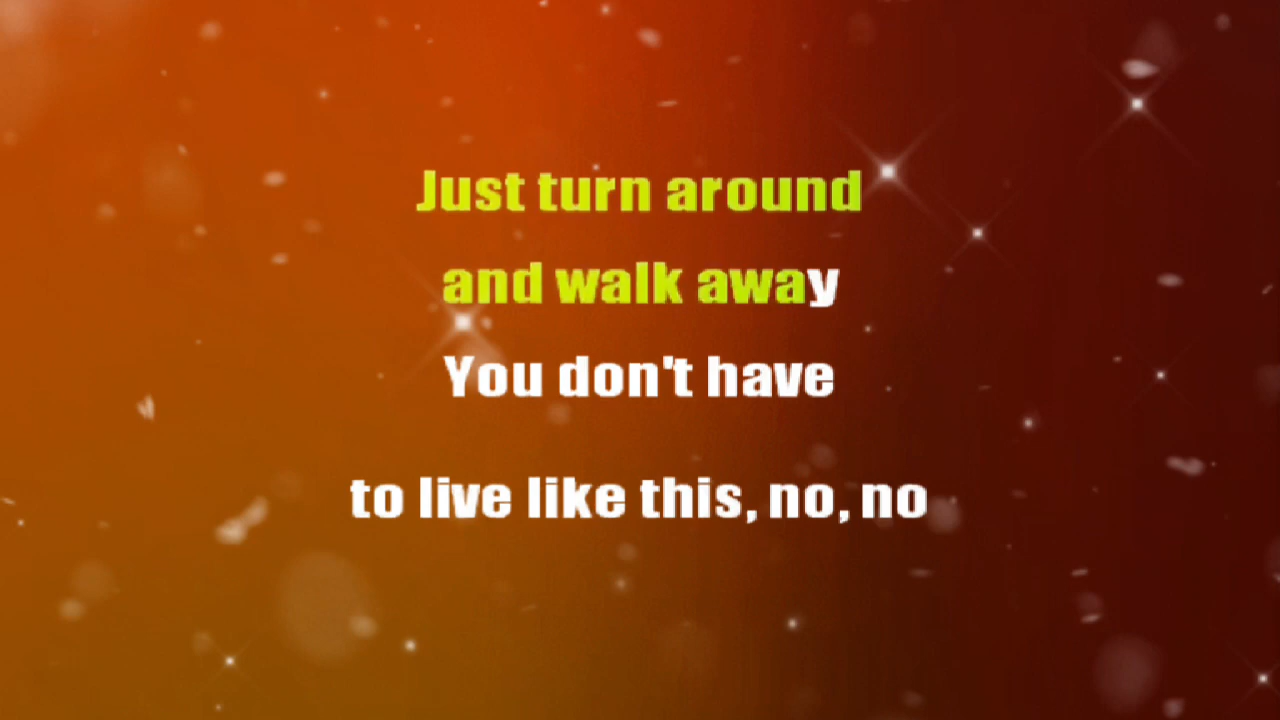 Just turn around
and walk away
You don't have
to live like this, no, no